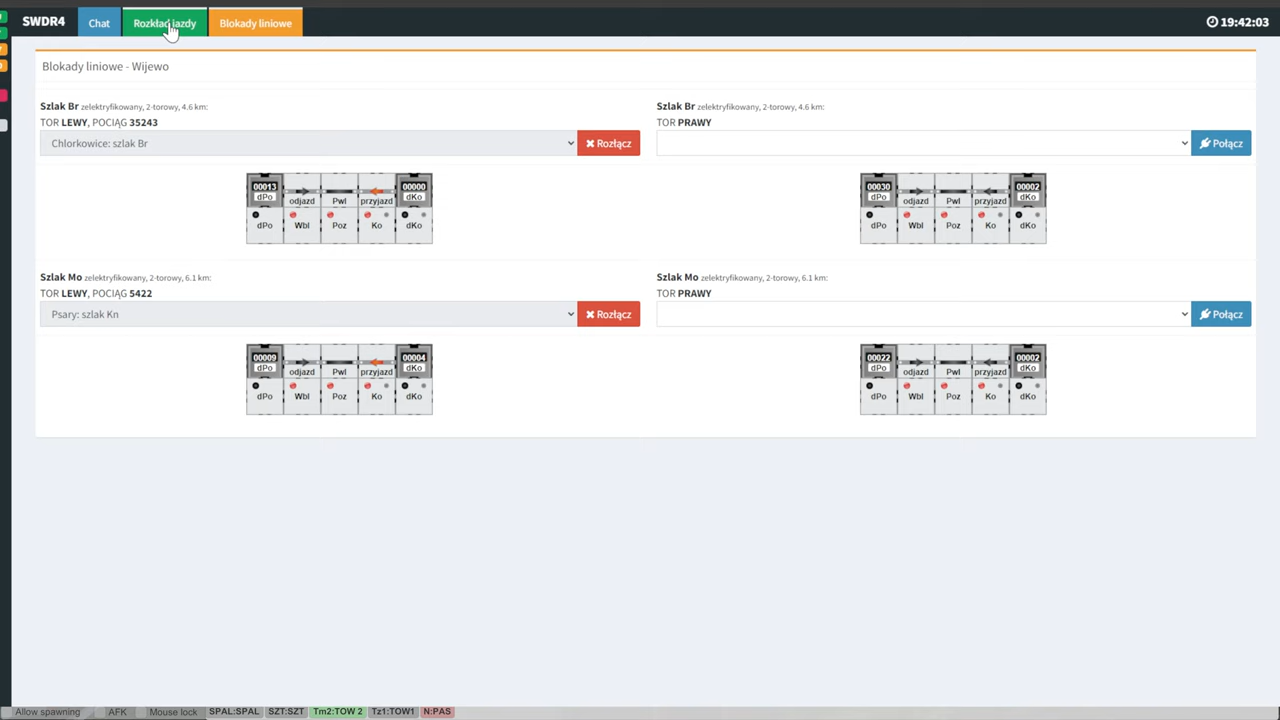 SWDR4 Chat Rozkład jazdy Blokady liniowe 19:42:03
Blokady liniowe - Wijewo
Szlak Br zelektryfikowany, 2-torowy, 4.6 km:
TOR LEWY, POCIĄG 35243
Chlorkowice: szlak Br Rozłącz
00013 00000
dPo odjazd Pwl przyjazd dKo
dPo Wbl Poz Ko dKo
Szlak Br zelektryfikowany, 2-torowy, 4.6 km:
TOR PRAWY
Połącz
00030 00002
dPo odjazd Pwl przyjazd dKo
dPo Wbl Poz Ko dKo
Szlak Mo zelektryfikowany, 2-torowy, 6.1 km:
TOR LEWY, POCIĄG 5422
Psary: szlak Kn Rozłącz
00009 00004
dPo odjazd Pwl przyjazd dKo
dPo Wbl Poz Ko dKo
Szlak Mo zelektryfikowany, 2-torowy, 6.1 km:
TOR PRAWY
Połącz
00022 00002
dPo odjazd Pwl przyjazd dKo
dPo Wbl Poz Ko dKo
Allow spawning AFK Mouse lock SPAL:SPAL SZT:SZT Tm2:TOW 2 Tz1:TOW1 N:PAS